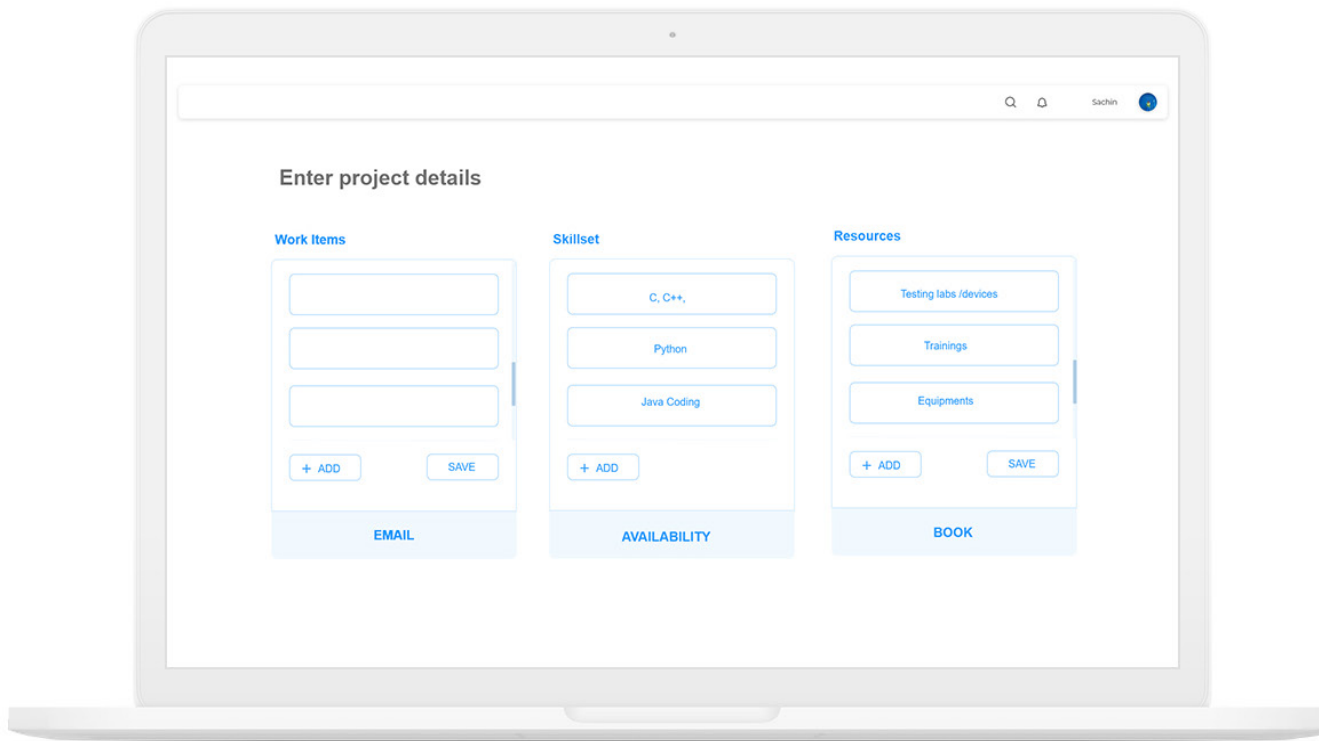 Sachin
Enter project details
Work Items
Skillset
Resources
C, C++,
Python
Java Coding
Testing labs /devices
Trainings
Equipments
+ ADD
SAVE
+ ADD
+ ADD
SAVE
EMAIL
AVAILABILITY
BOOK